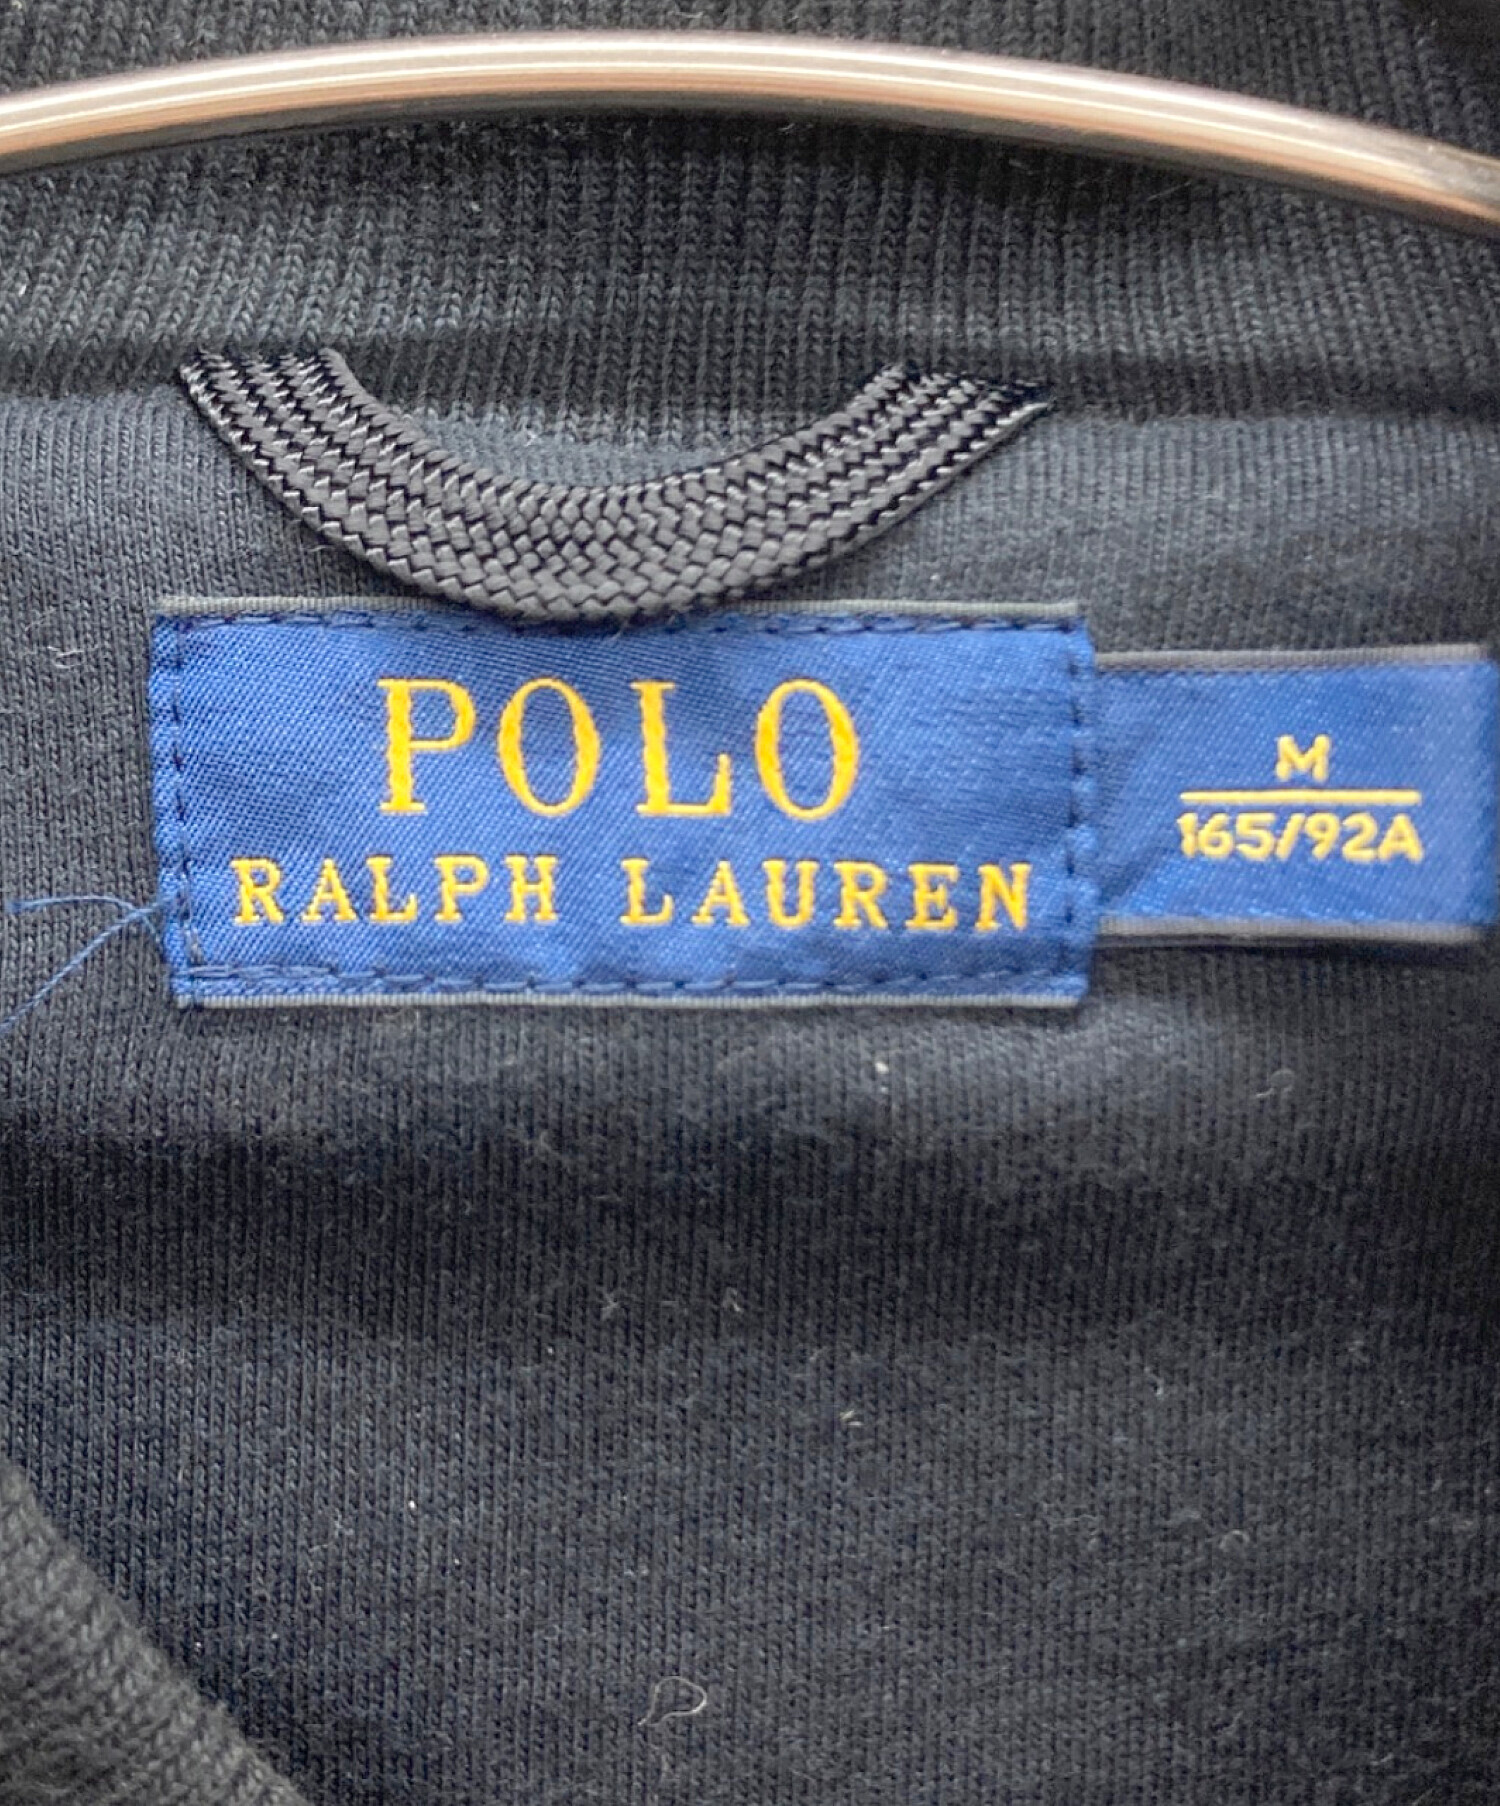 POLO
RALPH LAUREN
M
165/92A